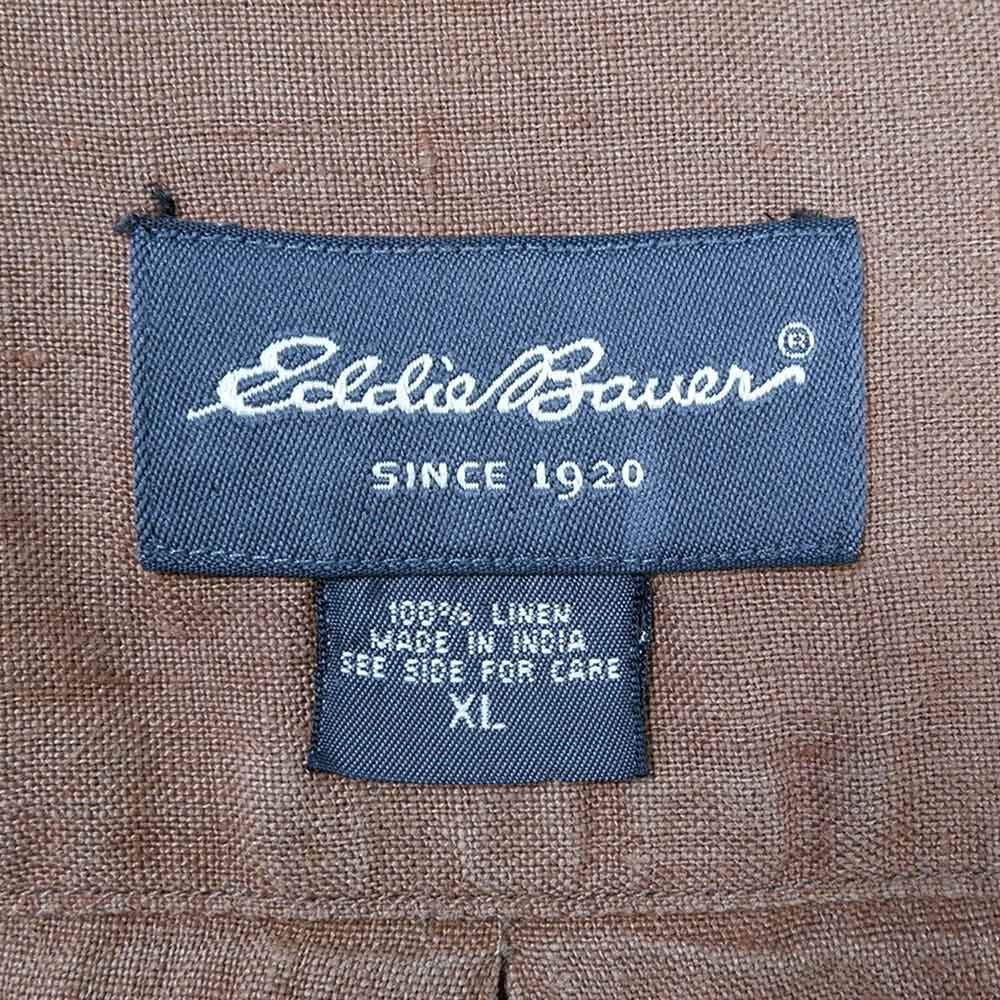 Eddie Bauer®
SINCE 1920
100% LINEN
MADE IN INDIA
SEE SIDE FOR CARE
XL